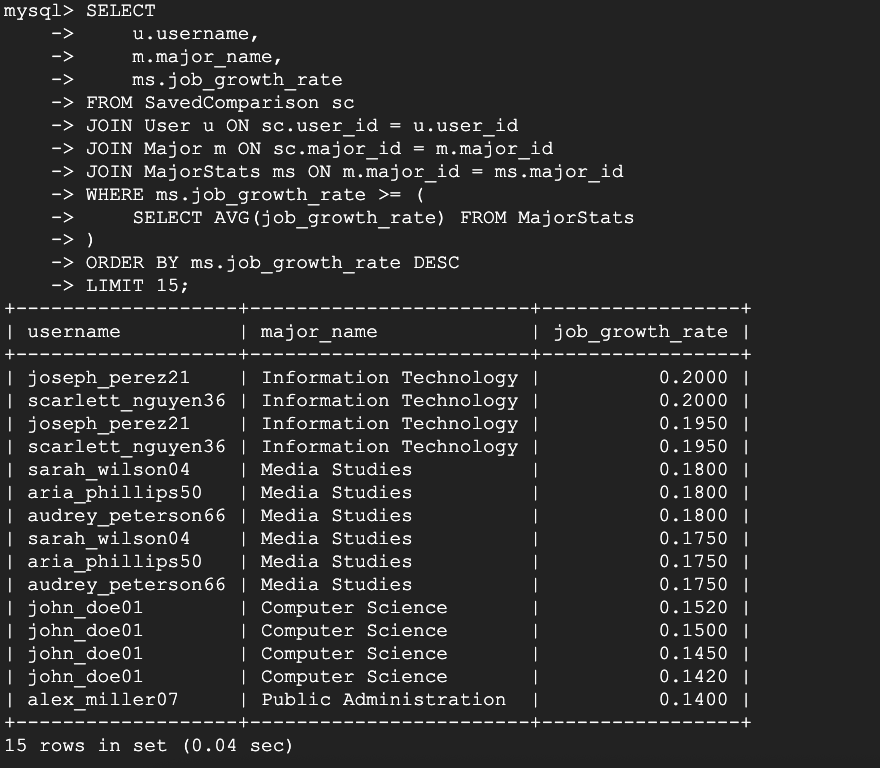 mysql> SELECT
    ->     u.username,
    ->     m.major_name,
    ->     ms.job_growth_rate
    -> FROM SavedComparison sc
    -> JOIN User u ON sc.user_id = u.user_id
    -> JOIN Major m ON sc.major_id = m.major_id
    -> JOIN MajorStats ms ON m.major_id = ms.major_id
    -> WHERE ms.job_growth_rate >= (
    ->     SELECT AVG(job_growth_rate) FROM MajorStats
    -> )
    -> ORDER BY ms.job_growth_rate DESC
    -> LIMIT 15;
+-------------------+------------------------+-----------------+
| username          | major_name             | job_growth_rate |
+-------------------+------------------------+-----------------+
| joseph_perez21    | Information Technology |          0.2000 |
| scarlett_nguyen36 | Information Technology |          0.2000 |
| joseph_perez21    | Information Technology |          0.1950 |
| scarlett_nguyen36 | Information Technology |          0.1950 |
| sarah_wilson04    | Media Studies          |          0.1800 |
| aria_phillips50   | Media Studies          |          0.1800 |
| audrey_peterson66 | Media Studies          |          0.1800 |
| sarah_wilson04    | Media Studies          |          0.1750 |
| aria_phillips50   | Media Studies          |          0.1750 |
| audrey_peterson66 | Media Studies          |          0.1750 |
| john_doe01        | Computer Science       |          0.1520 |
| john_doe01        | Computer Science       |          0.1500 |
| john_doe01        | Computer Science       |          0.1450 |
| john_doe01        | Computer Science       |          0.1420 |
| alex_miller07     | Public Administration  |          0.1400 |
+-------------------+------------------------+-----------------+
15 rows in set (0.04 sec)